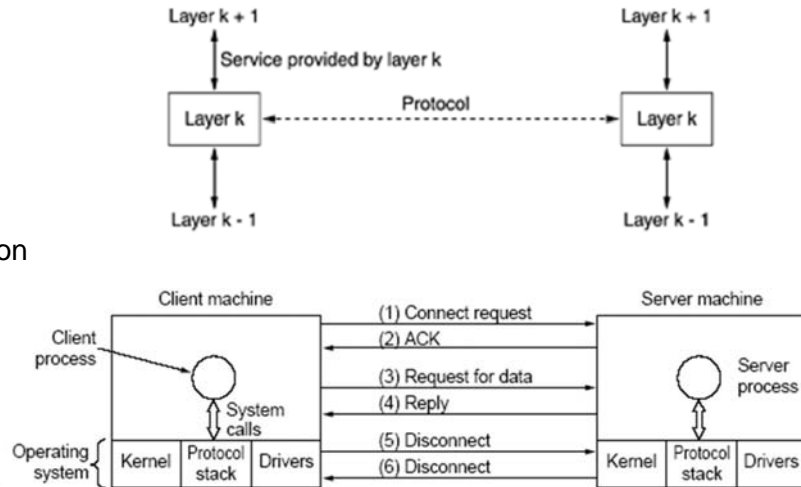 Layer k + 1
Layer k + 1
Service provided by layer k
Protocol
Layer k
Layer k
Layer k - 1
Layer k - 1
on
Client machine
Server machine
(1) Connect request
(2) ACK
Client
process
(3) Request for data
Server
process
(4) Reply
System
calls
(5) Disconnect
Operating
system
Kernel
Protocol
stack
Drivers
(6) Disconnect
Kernel
Protocol
stack
Drivers